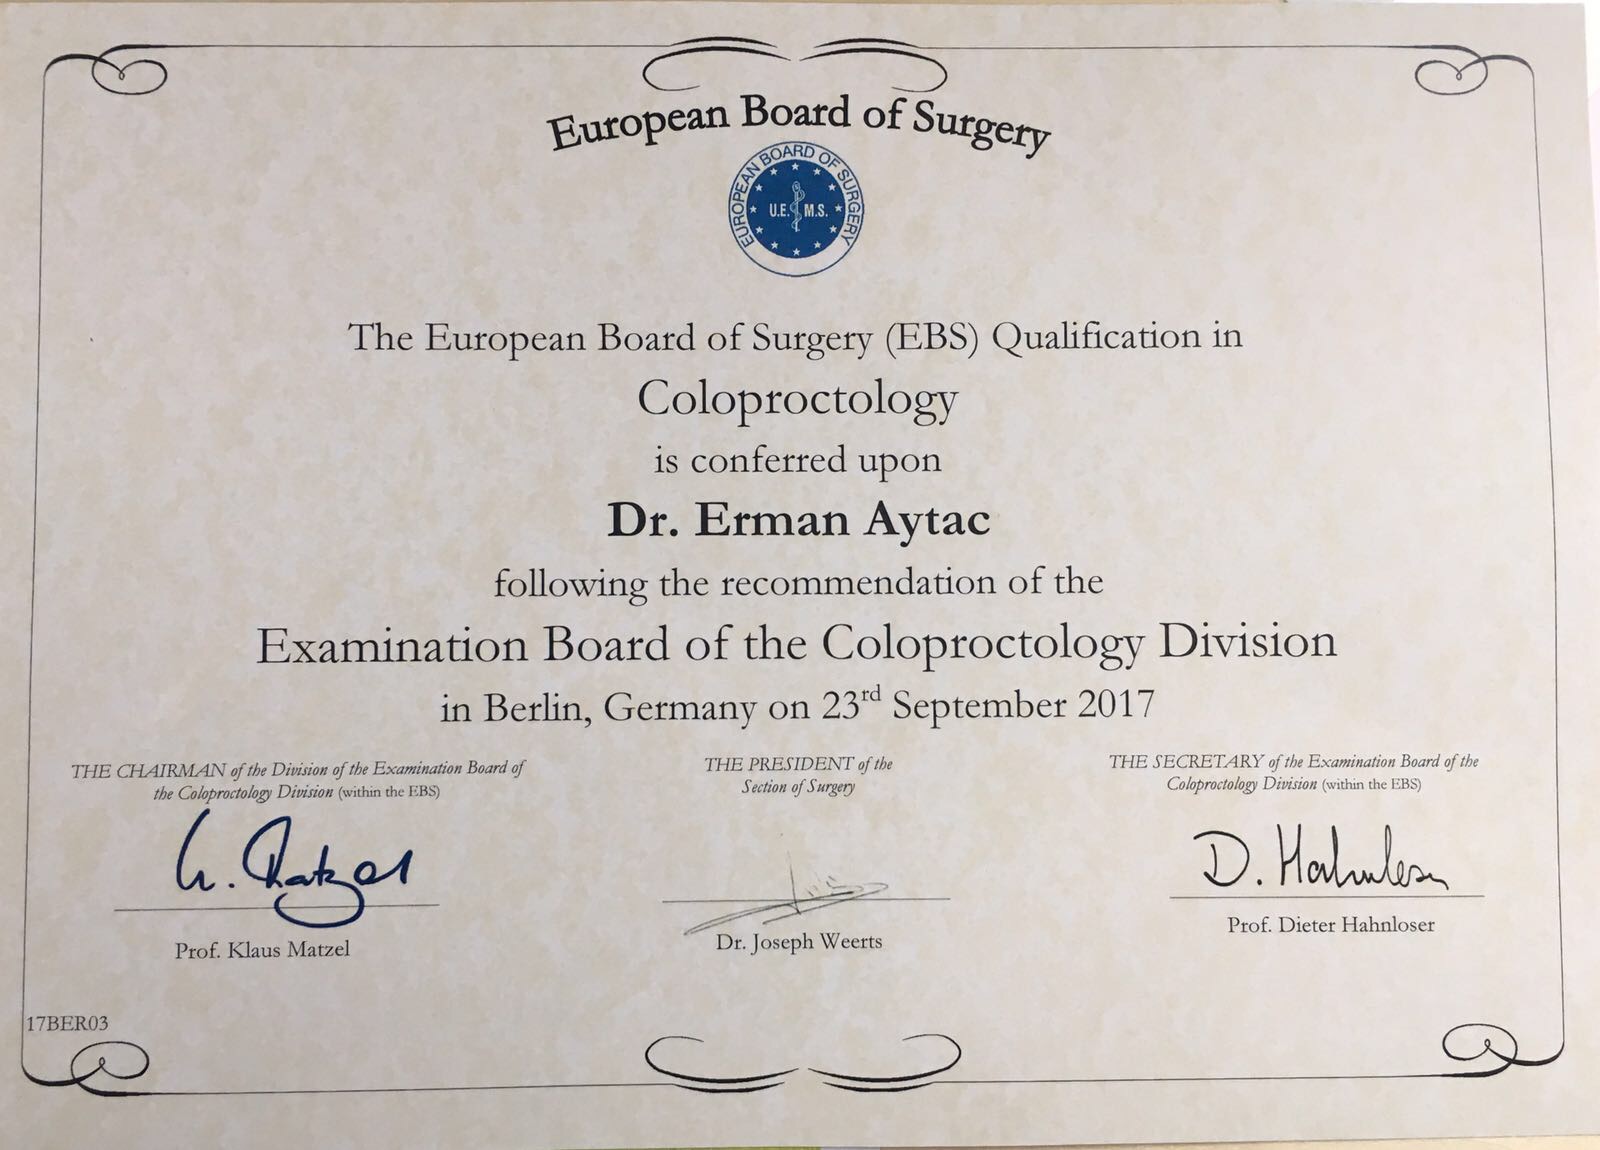 European Board of Surgery
EUROPEAN BOARD OF SURGERY
U.E.M.S.
The European Board of Surgery (EBS) Qualification in
Coloproctology
is conferred upon
Dr. Erman Aytac
following the recommendation of the
Examination Board of the Coloproctology Division
in Berlin, Germany on 23rd September 2017
THE CHAIRMAN of the Division of the Examination Board of
the Coloproctology Division (within the EBS)
THE PRESIDENT of the
Section of Surgery
THE SECRETARY of the Examination Board of the
Coloproctology Division (within the EBS)
D. Hahnloser
Prof. Klaus Matzel
Dr. Joseph Weerts
Prof. Dieter Hahnloser
17BER03